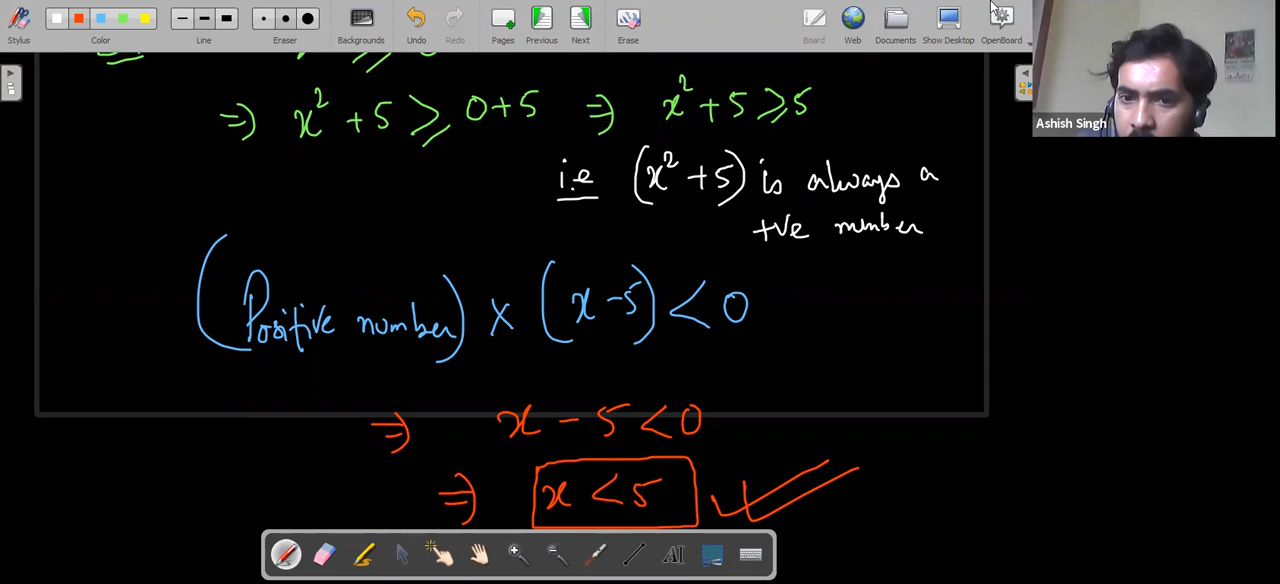 Stylus Color Line Eraser Backgrounds Undo Redo Pages Previous Next Erase Board Web Documents Show Desktop OpenBoard
Ashish Singh
⇒ x² + 5 ≥ 0 + 5 ⇒ x² + 5 ≥ 5
i.e (x² + 5) is always a
+ve number
(Positive number) × (x - 5) < 0
⇒ x - 5 < 0
⇒ x < 5
AI